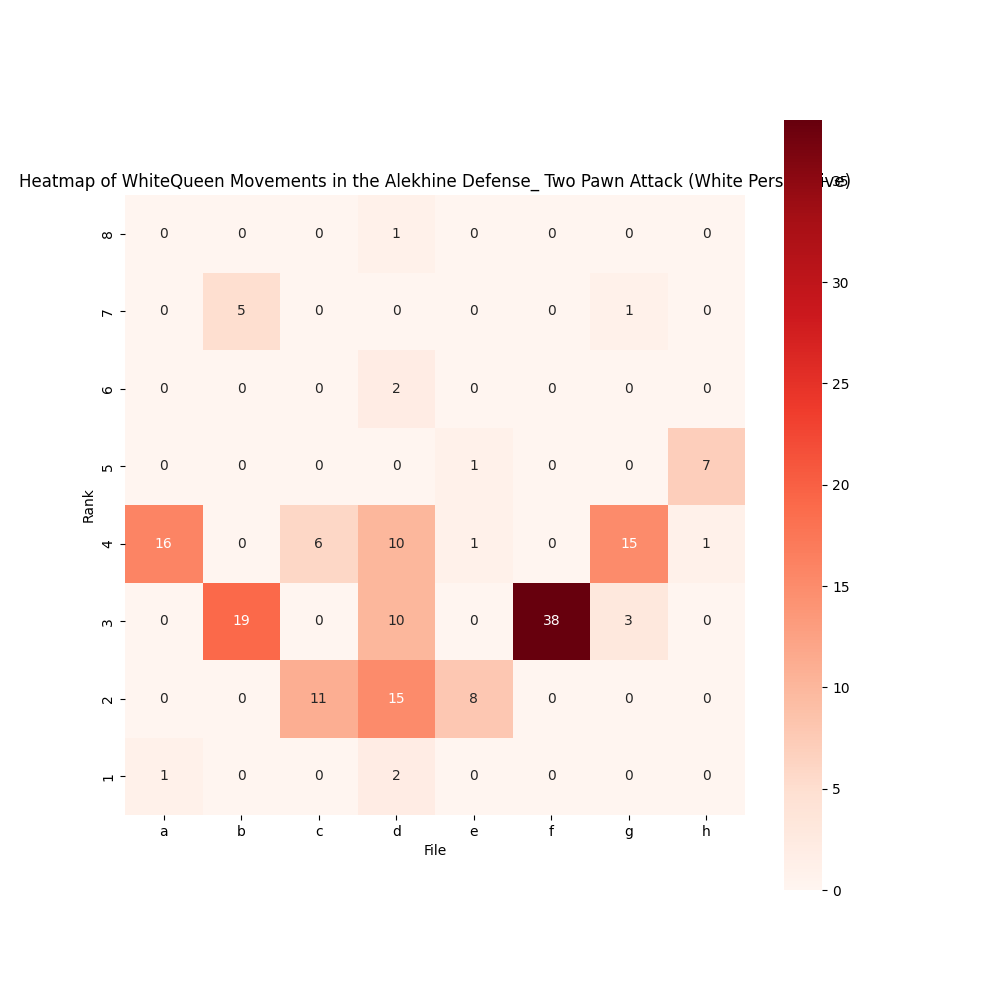 Heatmap of WhiteQueen Movements in the Alekhine Defense_ Two Pawn Attack (White Pers ive)
35
8 0 0 0 1 0 0 0 0
30
7 0 5 0 0 0 0 1 0
25
6 0 0 0 2 0 0 0 0
5 0 0 0 0 1 0 0 7
20
Rank
4 16 0 6 10 1 0 15 1
15
3 0 19 0 10 0 38 3 0
10
2 0 0 11 15 8 0 0 0
5
1 1 0 0 2 0 0 0 0
a b c d e f g h
File
0